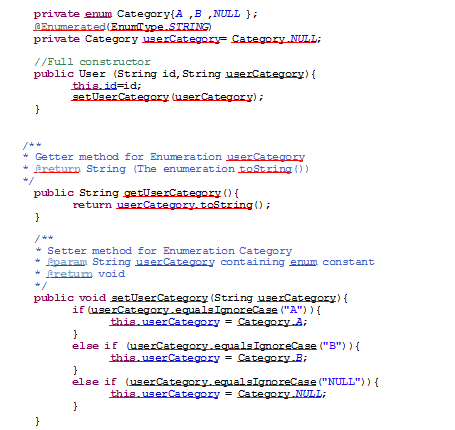 private enum Category{A ,B ,NULL };
@Enumerated(EnumType.STRING)
private Category userCategory= Category.NULL;
//Full constructor
public User (String id,String userCategory){
this.id=id;
setUserCategory(userCategory);
}
/**
* Getter method for Enumeration userCategory
* @return String (The enumeration toString())
*/
public String getUserCategory(){
return userCategory.toString();
}
/**
* Setter method for Enumeration Category
* @param String userCategory containing enum constant
* @return void
*/
public void setUserCategory(String userCategory){
if(userCategory.equalsIgnoreCase("A")){
this.userCategory = Category.A;
}
else if (userCategory.equalsIgnoreCase("B")){
this.userCategory = Category.B;
}
else if (userCategory.equalsIgnoreCase("NULL")){
this.userCategory = Category.NULL;
}
}